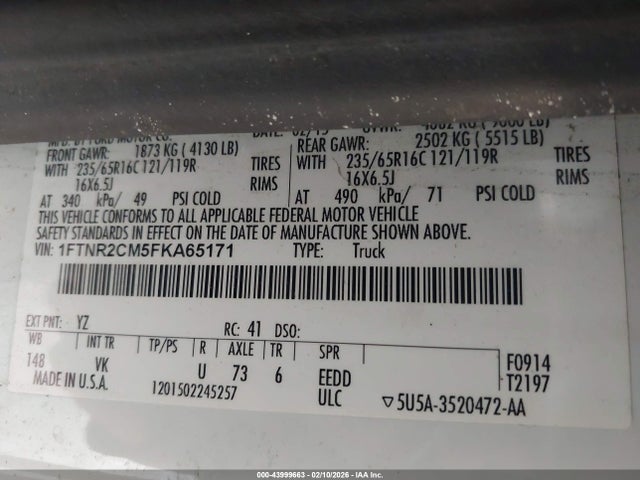 MFD. BY FORD MOTOR CO. DATE: 02/15 GVWR: 4082 KG ( 9000 LB)
FRONT GAWR: 1873 KG ( 4130 LB) REAR GAWR: 2502 KG ( 5515 LB)
WITH 235/65R16C 121/119R TIRES WITH 235/65R16C 121/119R TIRES
16X6.5J RIMS 16X6.5J RIMS
AT 340 kPa/ 49 PSI COLD AT 490 kPa/ 71 PSI COLD
THIS VEHICLE CONFORMS TO ALL APPLICABLE FEDERAL MOTOR VEHICLE
SAFETY STANDARDS IN EFFECT ON THE DATE OF MANUFACTURE SHOWN ABOVE.
VIN: 1FTNR2CM5FKA65171 TYPE: Truck
EXT PNT: YZ RC: 41 DSO:
WB INT TR TP/PS R AXLE TR SPR
148 VK U 73 6 EEDD F0914
MADE IN U.S.A. 1201502245257 ULC T2197
▽5U5A-3520472-AA
000-43999663 - 02/10/2026 - IAA Inc.